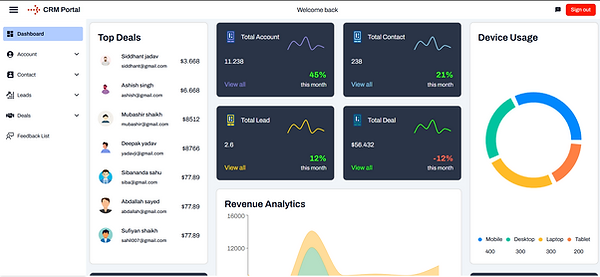 CRM Portal
Welcome back
Sign out
Dashboard
Account
Contact
Leads
Deals
Feedback List
Top Deals
Siddhant jadav
siddhant@gmail.com
$3.668
Ashish singh
ashish@gmail.com
$6.668
Mubashir shaikh
mubashir@gmail.com
$8512
Deepak yadav
yadav@gmail.com
$8766
Sibananda sahu
siba@gmail.com
$77.89
Abdallah sayed
abdallah@gmail.com
$77.89
Sufiyan shaikh
sahil007@gmail.com
$77.89
Total Account
11.238
View all
45%
this month
Total Contact
238
View all
21%
this month
Total Lead
2.6
View all
12%
this month
Total Deal
$56.432
View all
-12%
this month
Revenue Analytics
16000
12000
Device Usage
Mobile Desktop Laptop Tablet
400 300 300 200